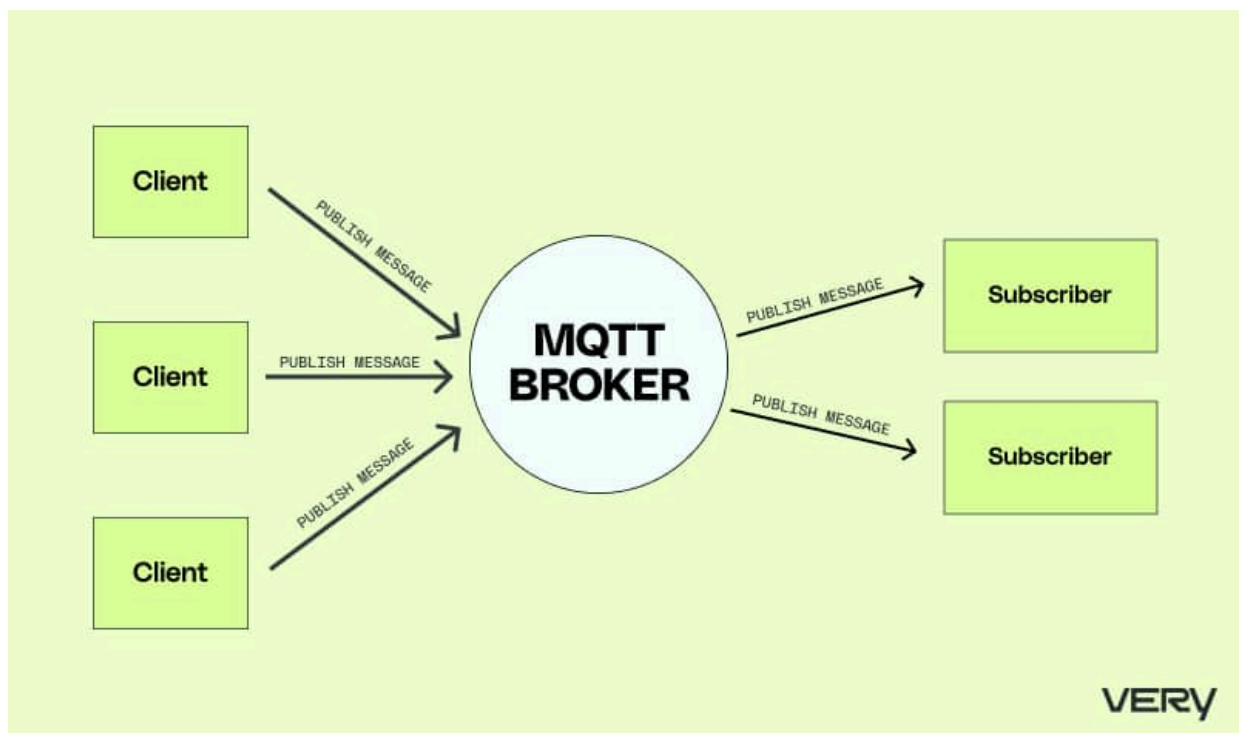 Client
PUBLISH MESSAGE
Client
PUBLISH MESSAGE
Client
PUBLISH MESSAGE
MQTT
BROKER
PUBLISH MESSAGE
Subscriber
PUBLISH MESSAGE
Subscriber
VERY